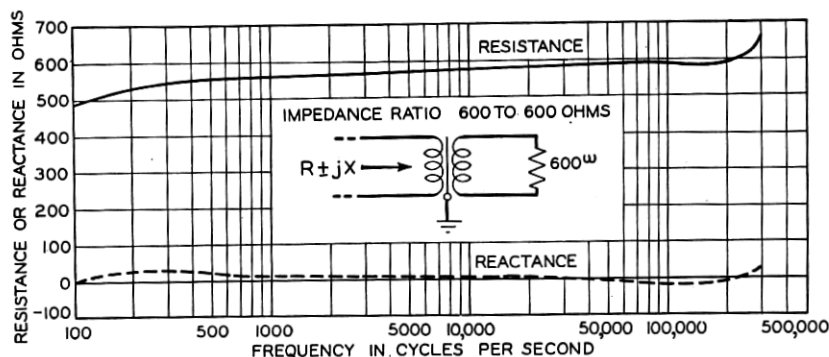 RESISTANCE OR REACTANCE IN OHMS
700
600
500
400
300
200
100
0
-100
RESISTANCE
IMPEDANCE RATIO 600 TO 600 OHMS
R±jX
600ω
REACTANCE
100 500 1000 5000 10,000 50,000 100,000 500,000
FREQUENCY IN CYCLES PER SECOND